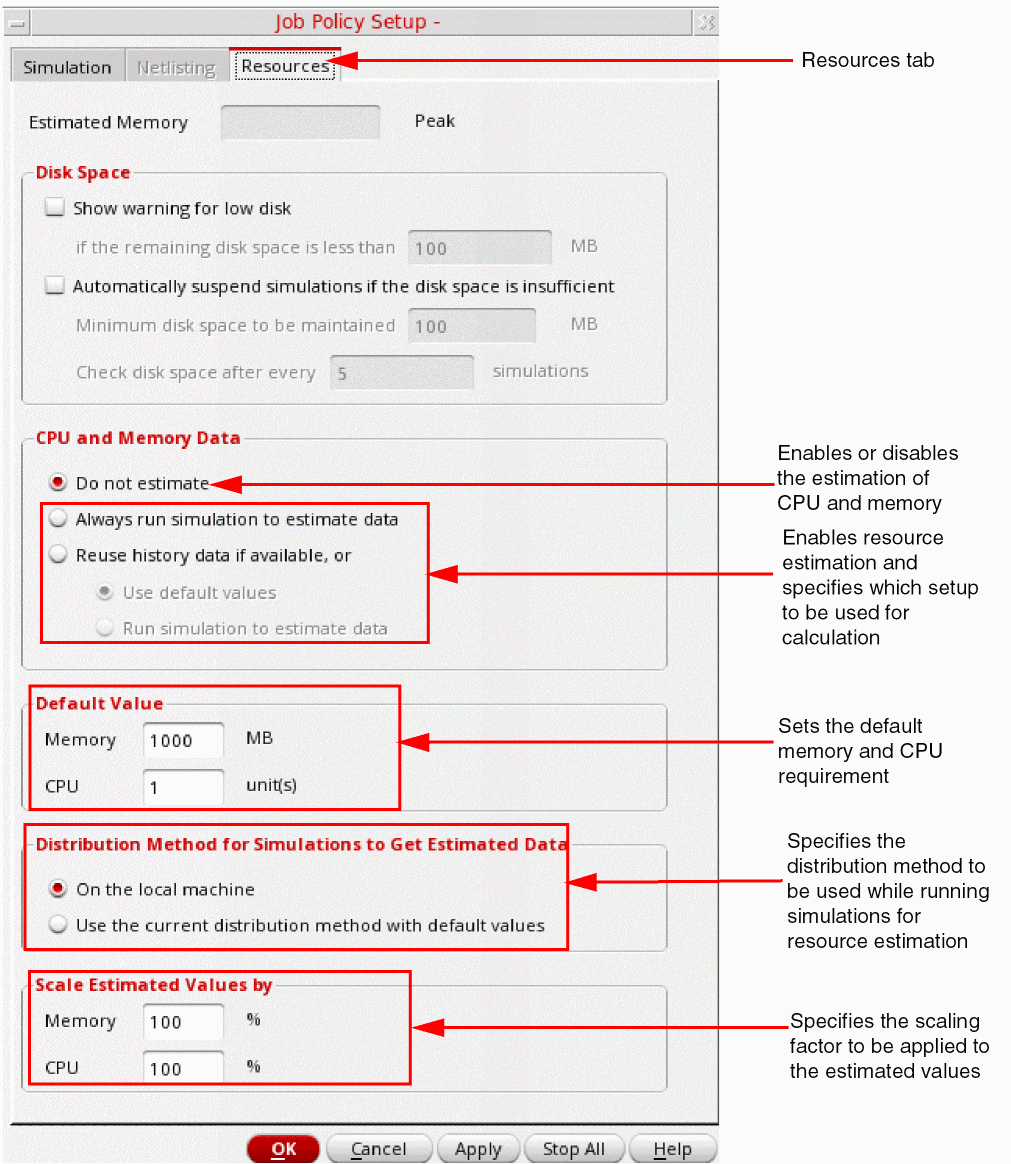 Job Policy Setup -
Simulation
Netlisting
Resources
Resources tab
Estimated Memory
Peak
Disk Space
Show warning for low disk
if the remaining disk space is less than 100 MB
Automatically suspend simulations if the disk space is insufficient
Minimum disk space to be maintained 100 MB
Check disk space after every 5 simulations
CPU and Memory Data
Do not estimate
Enables or disables
the estimation of
CPU and memory
Always run simulation to estimate data
Reuse history data if available, or
Use default values
Run simulation to estimate data
Enables resource
estimation and
specifies which setup
to be used for
calculation
Default Value
Memory 1000 MB
CPU 1 unit(s)
Sets the default
memory and CPU
requirement
Distribution Method for Simulations to Get Estimated Data
On the local machine
Use the current distribution method with default values
Specifies the
distribution method to
be used while running
simulations for
resource estimation
Scale Estimated Values by
Memory 100 %
CPU 100 %
Specifies the scaling
factor to be applied to
the estimated values
OK
Cancel
Apply
Stop All
Help